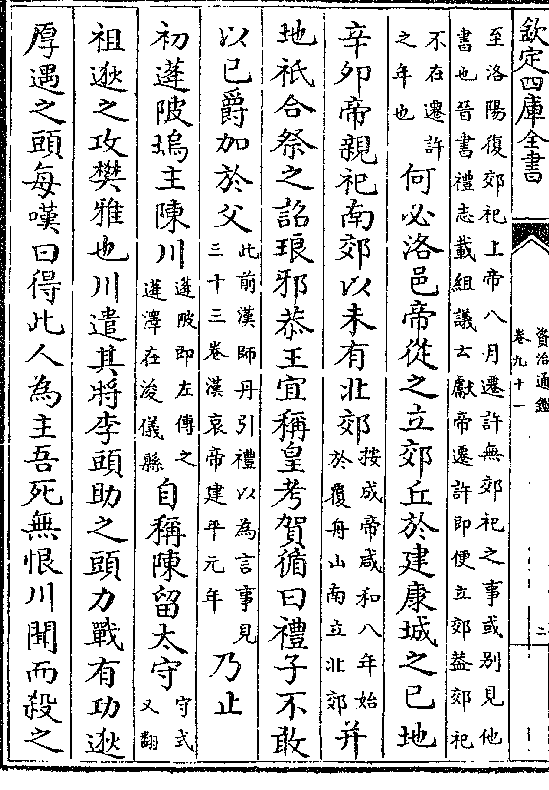 欽定四庫全書
資治通鑑
卷九十一
二
至洛陽復郊祀上帝八月遷許無郊祀之事或别見他
書也晉書禮志載組議云獻帝遷許即便立郊葢郊祀
不在遷許
之年也
何必洛邑帝從之立郊丘於建康城之巳地
辛卯帝親祀南郊以未有北郊
按成帝咸和八年始
於覆舟山南立北郊
并
地祇合祭之詔琅邪恭王宜稱皇考賀循曰禮子不敢
以已爵加於父
此前漢師丹引禮以為言事見
三十三卷漢哀帝建平元年
乃止
初蓬陂塢主陳川
蓬陂即左傳之
蓬澤在浚儀縣
自稱陳留太守
守式
又翻
祖逖之攻樊雅也川遣其將李頭助之頭力戰有功逖
厚遇之頭每嘆曰得此人為主吾死無恨川聞而殺之